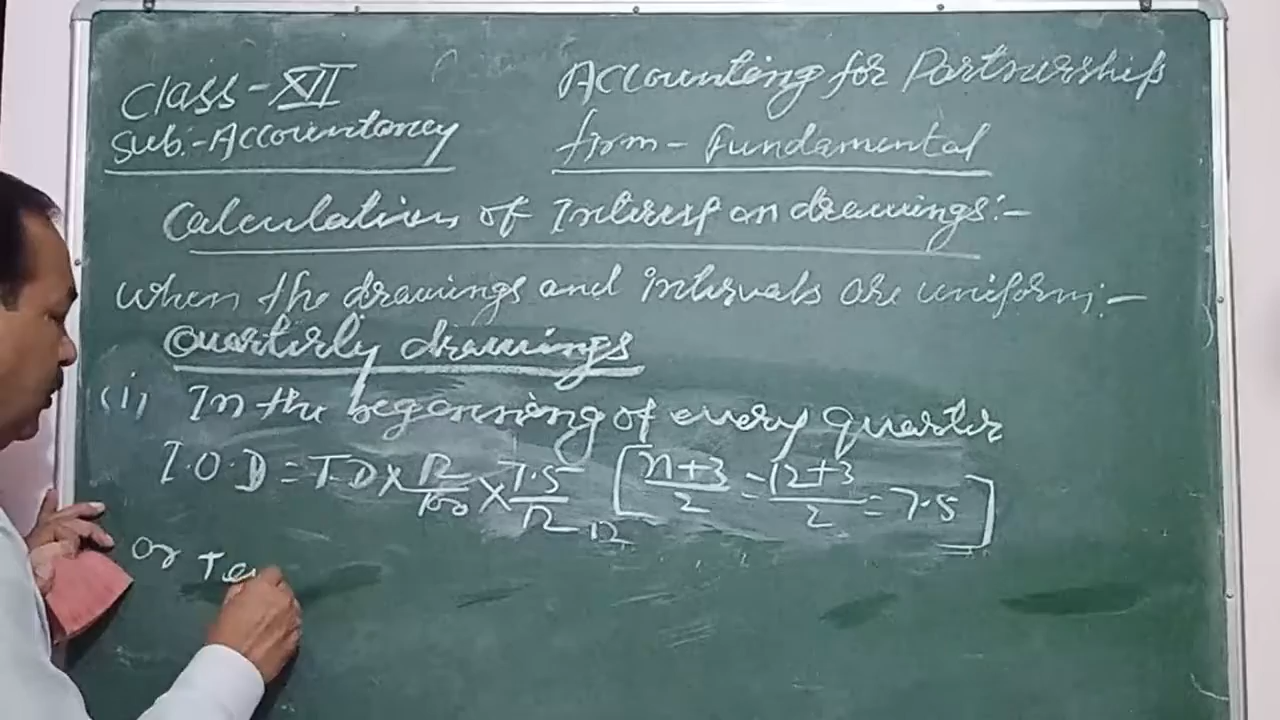 Class - XII
Sub:- Accountancy
Accounting for Partnership
firm - Fundamental
Calculation of Interest on drawings:-
When the drawings and intervals are uniform:-
Quarterly drawings
(i) In the beginning of every quarter
I.O.D = T.D × R/100 × 7.5/12 [n+3/2 = 12+3/2 = 7.5]
12
or Te